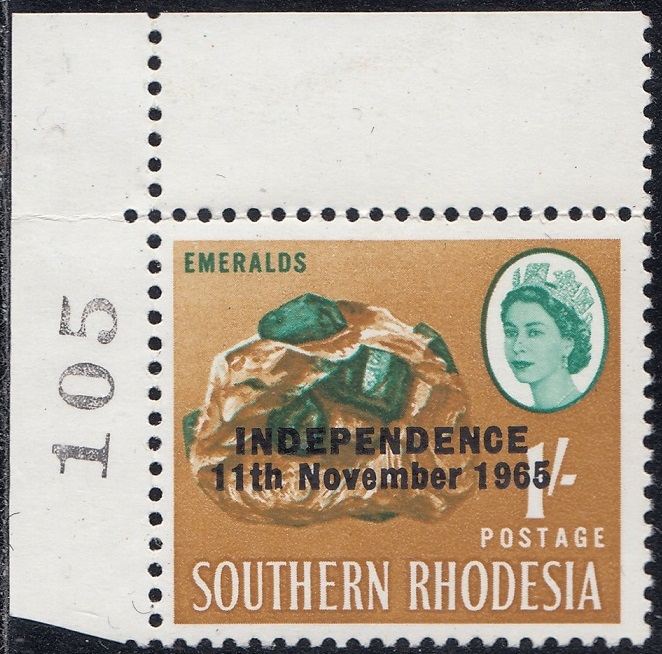 EMERALDS
105
INDEPENDENCE
11th November 1965
1/-
POSTAGE
SOUTHERN RHODESIA